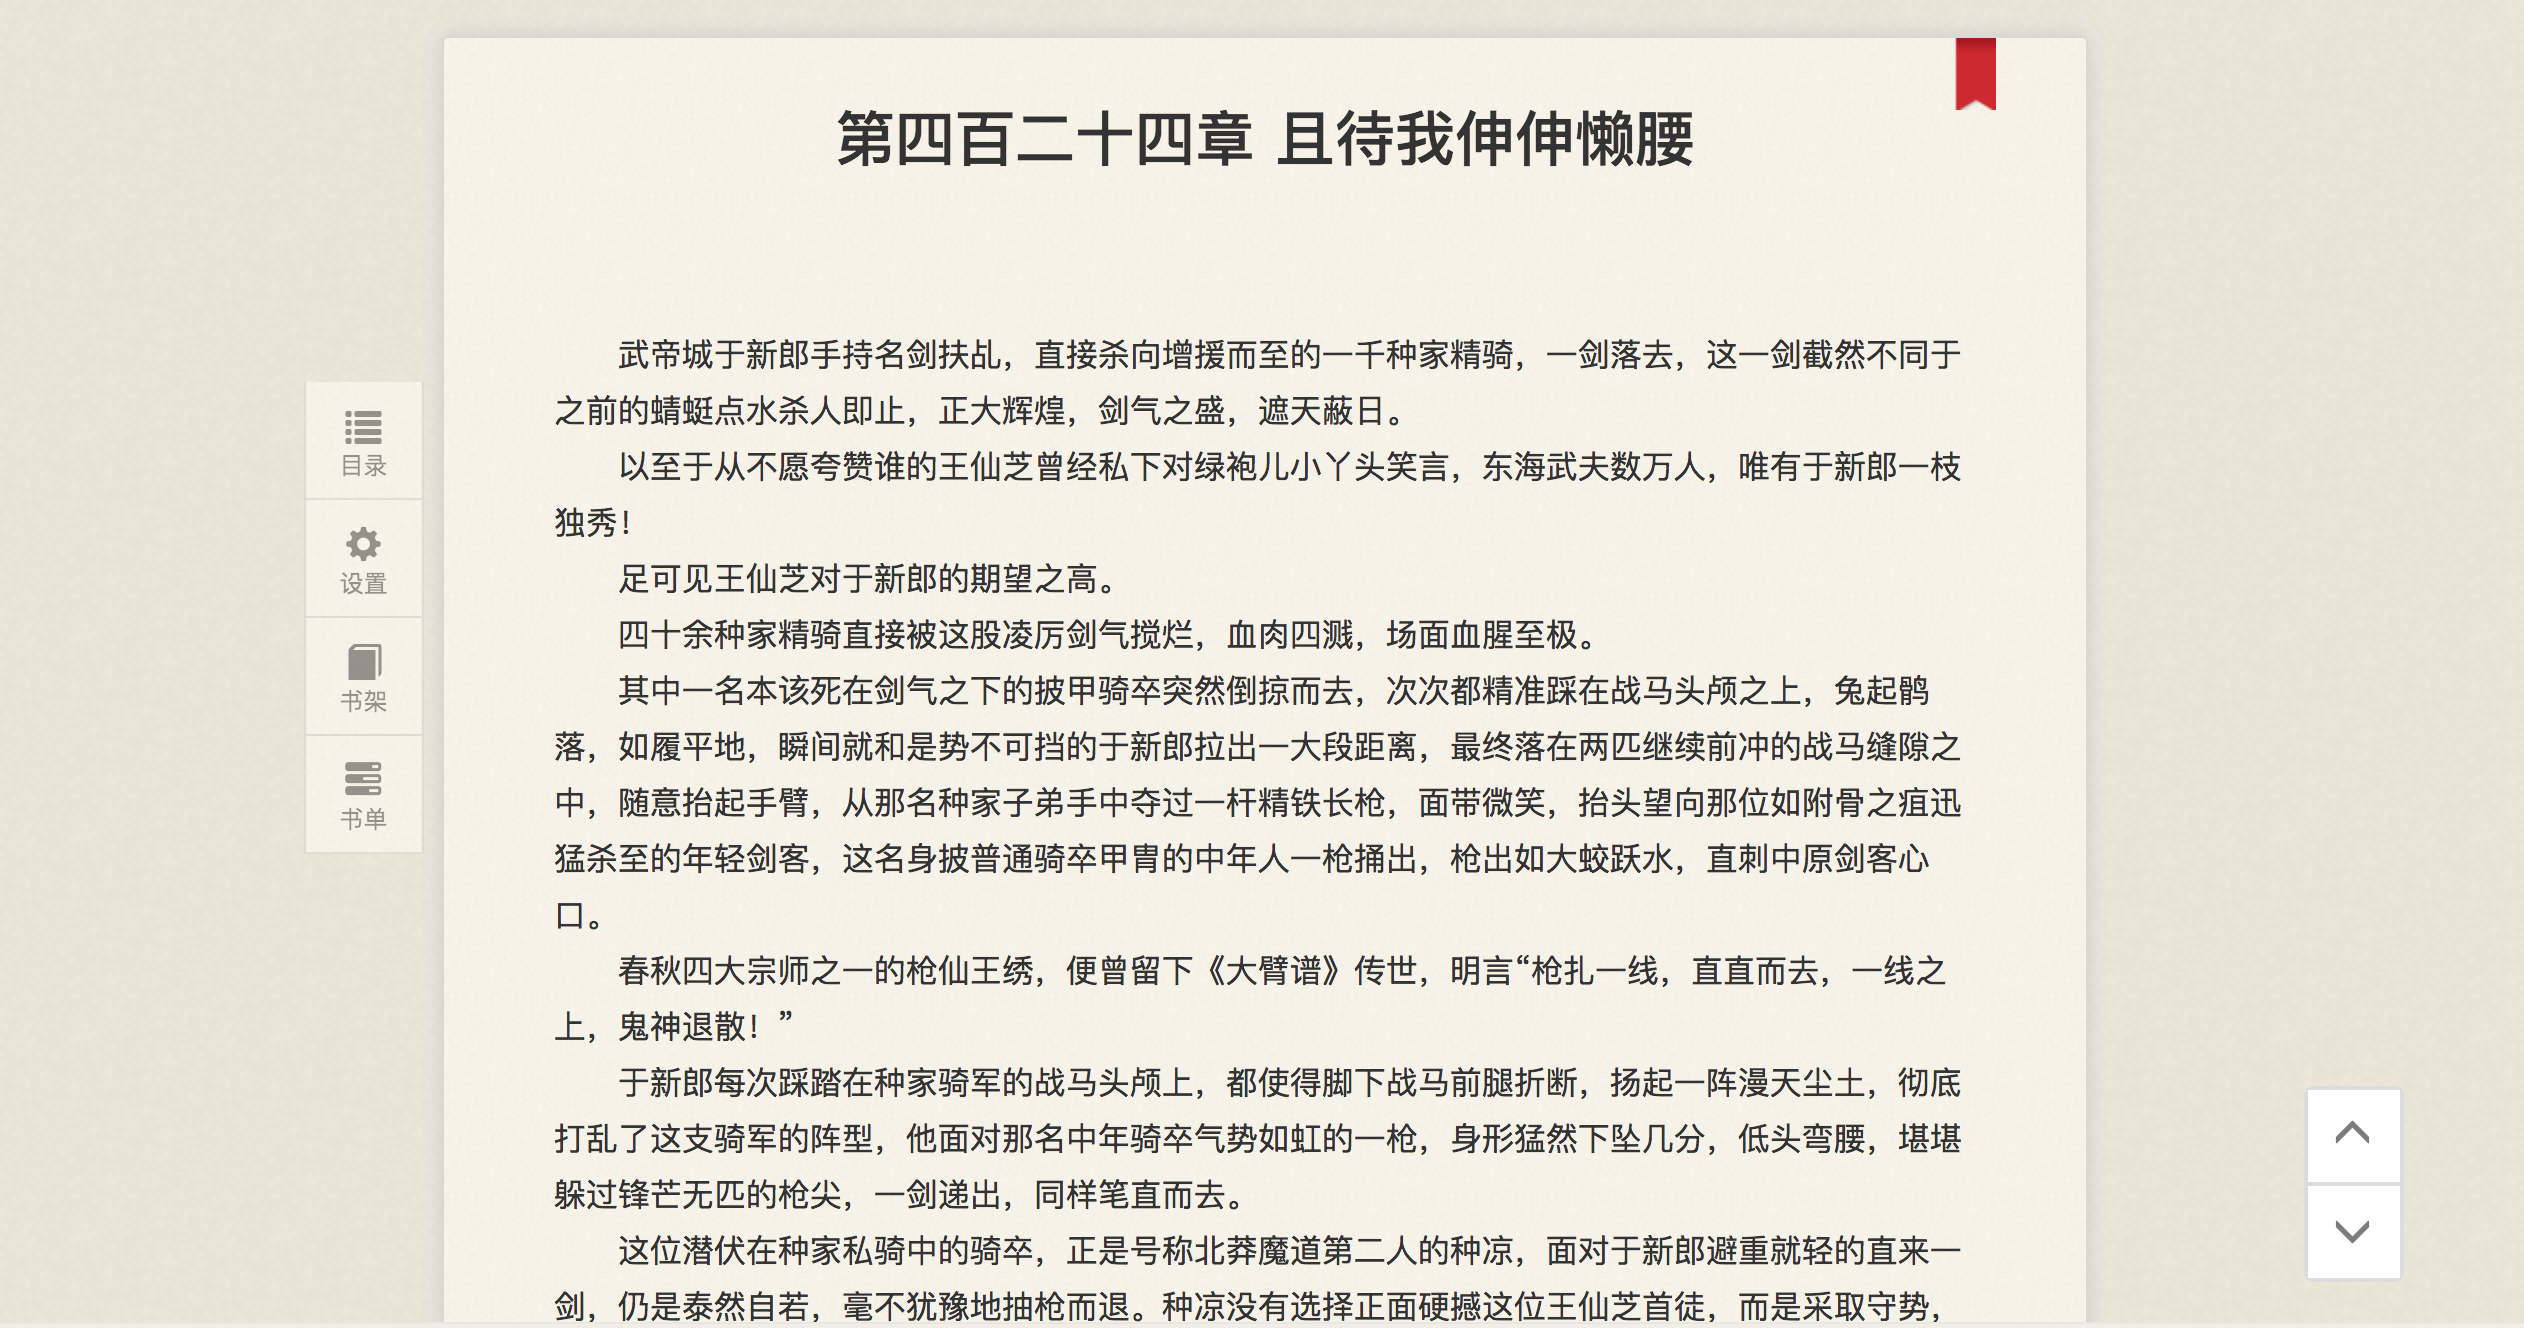 第四百二十四章 且待我伸伸懒腰
武帝城于新郎手持名剑扶乩，直接杀向增援而至的一千种家精骑，一剑落去，这一剑截然不同于
之前的蜻蜓点水杀人即止，正大辉煌，剑气之盛，遮天蔽日。
以至于从不愿夸赞谁的王仙芝曾经私下对绿袍儿小丫头笑言，东海武夫数万人，唯有于新郎一枝
独秀！
足可见王仙芝对于新郎的期望之高。
四十余种家精骑直接被这股凌厉剑气搅烂，血肉四溅，场面血腥至极。
其中一名本该死在剑气之下的披甲骑卒突然倒掠而去，次次都精准踩在战马头颅之上，兔起鹘
落，如履平地，瞬间就和是势不可挡的于新郎拉出一大段距离，最终落在两匹继续前冲的战马缝隙之
中，随意抬起手臂，从那名种家子弟手中夺过一杆精铁长枪，面带微笑，抬头望向那位如附骨之疽迅
猛杀至的年轻剑客，这名身披普通骑卒甲胄的中年人一枪捅出，枪出如大蛟跃水，直刺中原剑客心
口。
春秋四大宗师之一的枪仙王绣，便曾留下《大臂谱》传世，明言“枪扎一线，直直而去，一线之
上，鬼神退散！”
于新郎每次踩踏在种家骑军的战马头颅上，都使得脚下战马前腿折断，扬起一阵漫天尘土，彻底
打乱了这支骑军的阵型，他面对那名中年骑卒气势如虹的一枪，身形猛然下坠几分，低头弯腰，堪堪
躲过锋芒无匹的枪尖，一剑递出，同样笔直而去。
这位潜伏在种家私骑中的骑卒，正是号称北莽魔道第二人的种凉，面对于新郎避重就轻的直来一
剑，仍是泰然自若，毫不犹豫地抽枪而退。种凉没有选择正面硬撼这位王仙芝首徒，而是采取守势，
目录
设置
书架
书单